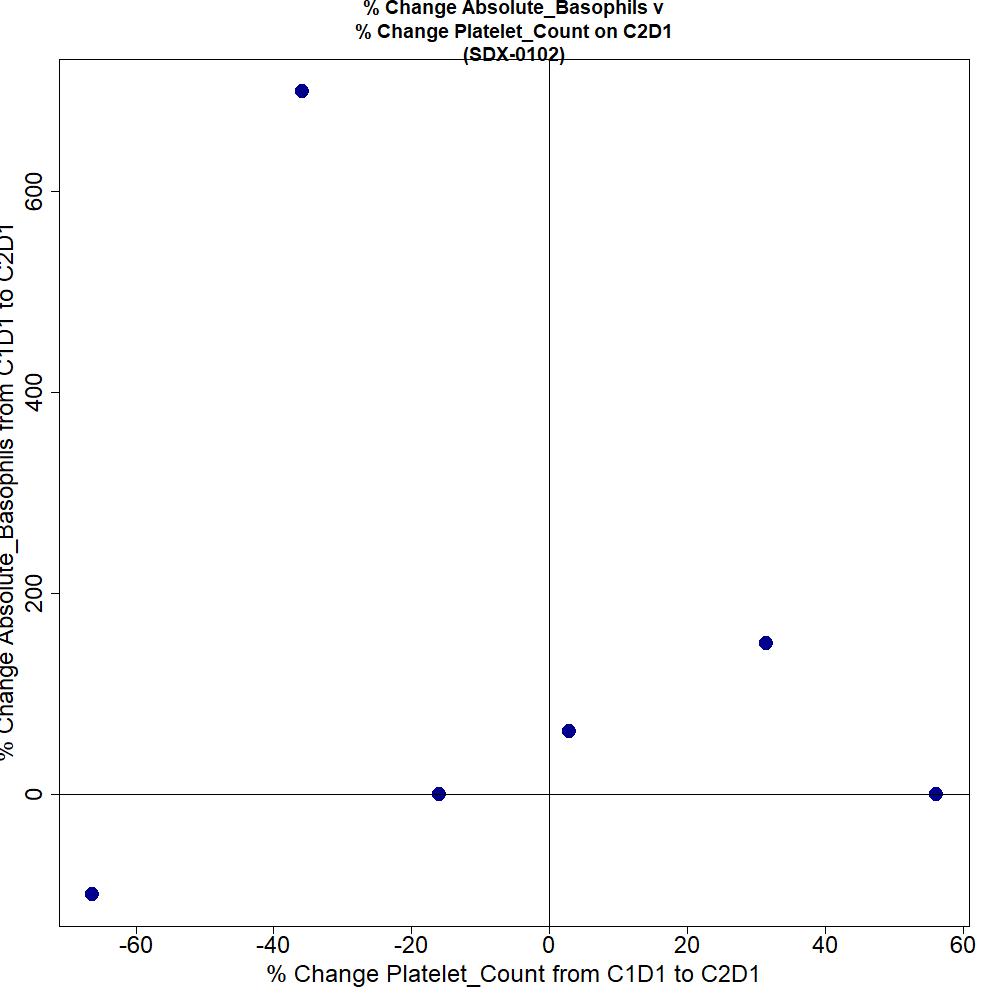 % Change Absolute_Basophils v
% Change Platelet_Count on C2D1
(SDX-0102)
% Change Absolute_Basophils from C1D1 to C2D1
600
400
200
0
-60
-40
-20
0
20
40
60
% Change Platelet_Count from C1D1 to C2D1